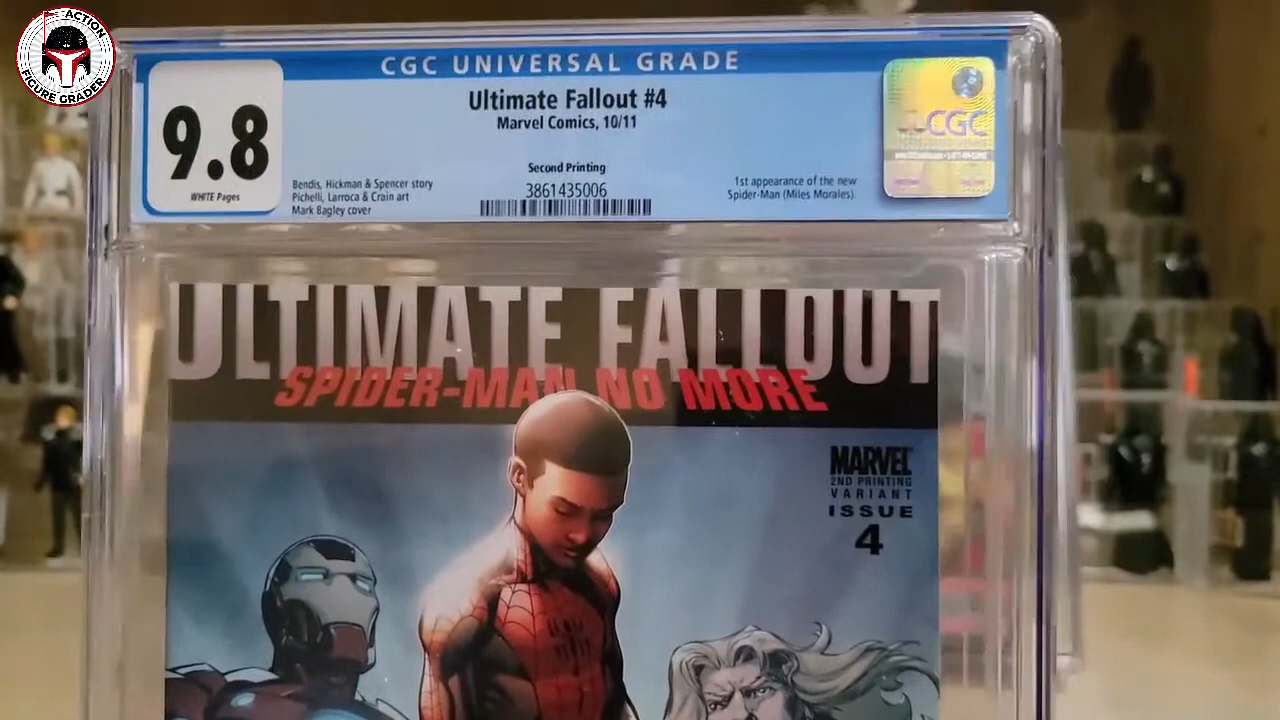 RE-ACTION
FIGURE GRADER
CGC UNIVERSAL GRADE
9.8
WHITE Pages
Ultimate Fallout #4
Marvel Comics, 10/11
Second Printing
3861435006
Bendis, Hickman & Spencer story
Pichelli, Larroca & Crain art
Mark Bagley cover
1st appearance of the new
Spider-Man (Miles Morales).
CGC
ULTIMATE FALLOUT
SPIDER-MAN NO MORE
MARVEL
2ND PRINTING
VARIANT
ISSUE
4